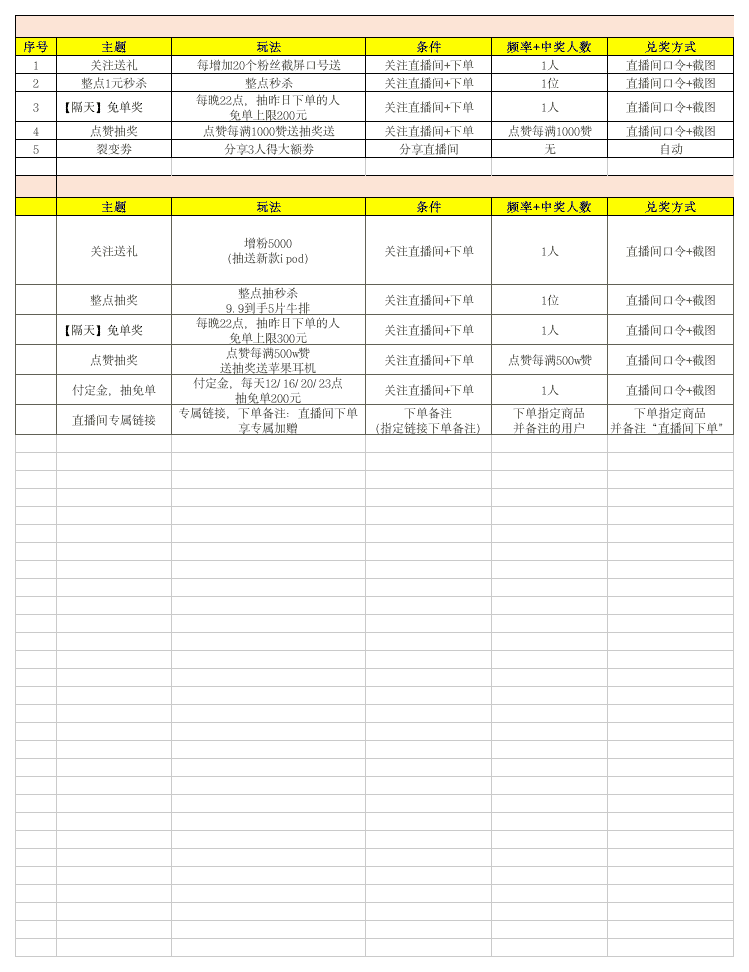 序号 主题 玩法 条件 频率+中奖人数 兑奖方式
1 关注送礼 每增加20个粉丝截屏口号送 关注直播间+下单 1人 直播间口令+截图
2 整点1元秒杀 整点秒杀 关注直播间+下单 1位 直播间口令+截图
3 【隔天】免单奖 每晚22点，抽昨日下单的人 关注直播间+下单 1人 直播间口令+截图
免单上限200元
4 点赞抽奖 点赞每满1000赞送抽奖送 关注直播间+下单 点赞每满1000赞 直播间口令+截图
5 裂变券 分享3人得大额券 分享直播间 无 自动
主题 玩法 条件 频率+中奖人数 兑奖方式
关注送礼 增粉5000 关注直播间+下单 1人 直播间口令+截图
(抽送新款ipod)
整点抽奖 整点抽秒杀 关注直播间+下单 1位 直播间口令+截图
9.9到手5片牛排
【隔天】免单奖 每晚22点，抽昨日下单的人 关注直播间+下单 1人 直播间口令+截图
免单上限300元
点赞抽奖 点赞每满500w赞 关注直播间+下单 点赞每满500w赞 直播间口令+截图
送抽奖送苹果耳机
付定金，抽免单 付定金，每天12/16/20/23点 关注直播间+下单 1人 直播间口令+截图
抽免单200元
直播间专属链接 专属链接，下单备注：直播间下单 下单备注 下单指定商品 下单指定商品
享专属加赠 (指定链接下单备注) 并备注的用户 并备注“直播间下单”